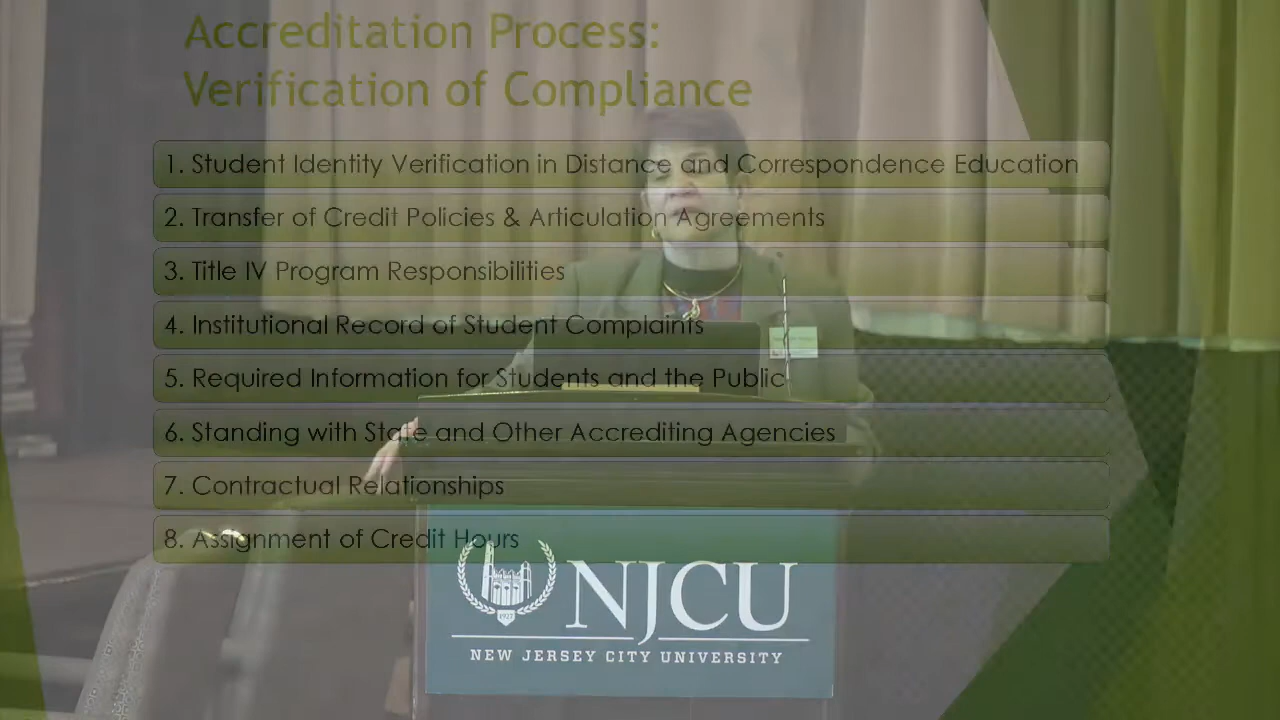 Accreditation Process:
Verification of Compliance
1. Student Identity Verification in Distance and Correspondence Education
2. Transfer of Credit Policies & Articulation Agreements
3. Title IV Program Responsibilities
4. Institutional Record of Student Complaints
5. Required Information for Students and the Public
6. Standing with State and Other Accrediting Agencies
7. Contractual Relationships
8. Assignment of Credit Hours
1927
NJCU
NEW JERSEY CITY UNIVERSITY